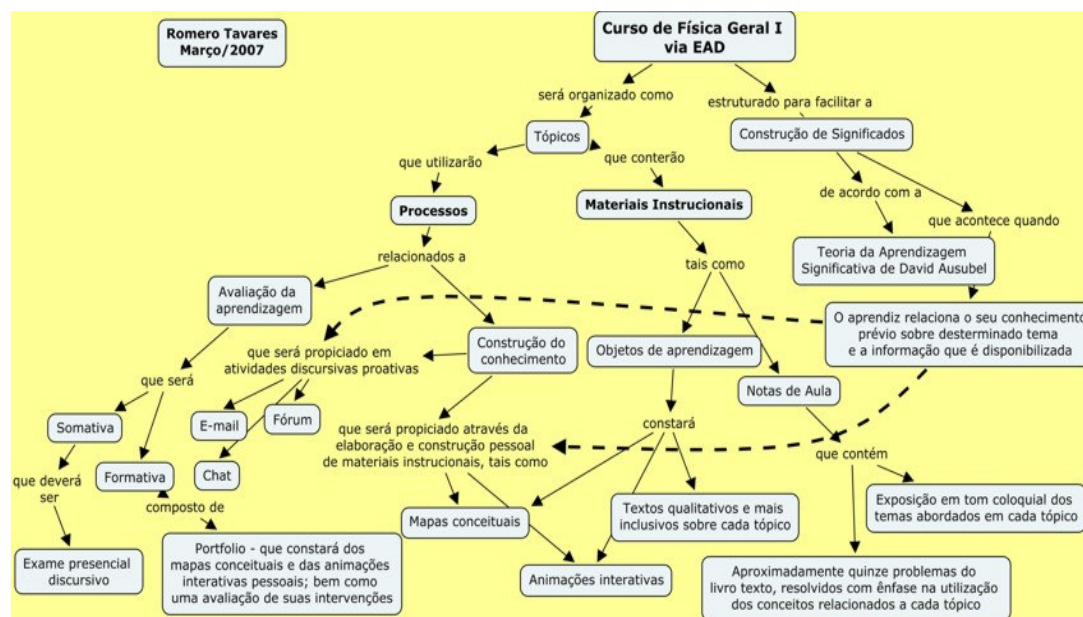 Romero Tavares
Março/2007
Curso de Física Geral I
via EAD
será organizado como
estruturado para facilitar a
Tópicos
Construção de Significados
que utilizarão
que conterão
de acordo com a
que acontece quando
Processos
Materiais Instrucionais
Teoria da Aprendizagem
Significativa de David Ausubel
relacionados a
tais como
Avaliação da
aprendizagem
O aprendiz relaciona o seu conhecimento
prévio sobre desterminado tema
e a informação que é disponibilizada
que será propiciado em
atividades discursivas proativas
Construção do
conhecimento
Objetos de aprendizagem
Notas de Aula
que será
E-mail
Fórum
Chat
Somativa
Formativa
que será propiciado através da
elaboração e construção pessoal
de materiais instrucionais, tais como
constará
que contém
que deverá
ser
composto de
Mapas conceituais
Textos qualitativos e mais
inclusivos sobre cada tópico
Exposição em tom coloquial dos
temas abordados em cada tópico
Exame presencial
discursivo
Portfolio - que constará dos
mapas conceituais e das animações
interativas pessoais; bem como
uma avaliação de suas intervenções
Animações interativas
Aproximadamente quinze problemas do
livro texto, resolvidos com ênfase na utilização
dos conceitos relacionados a cada tópico